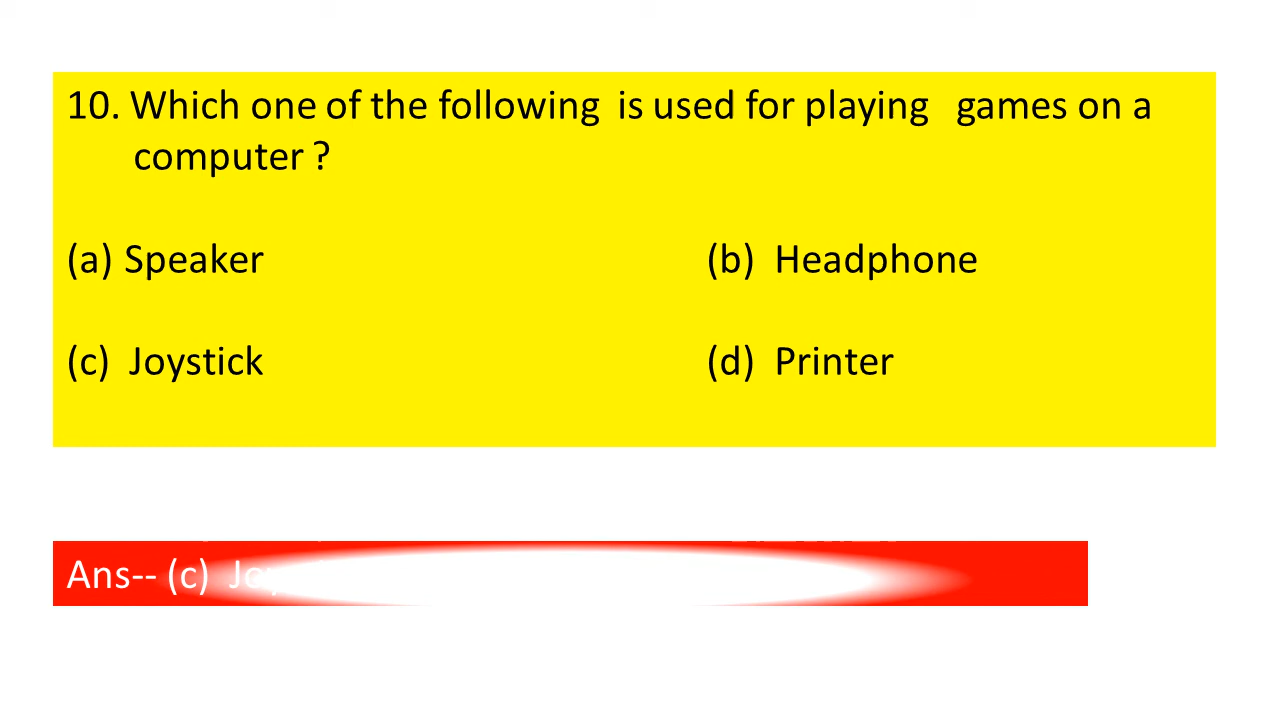 10. Which one of the following is used for playing games on a
computer ?
(a) Speaker (b) Headphone
(c) Joystick (d) Printer
Ans-- (c)